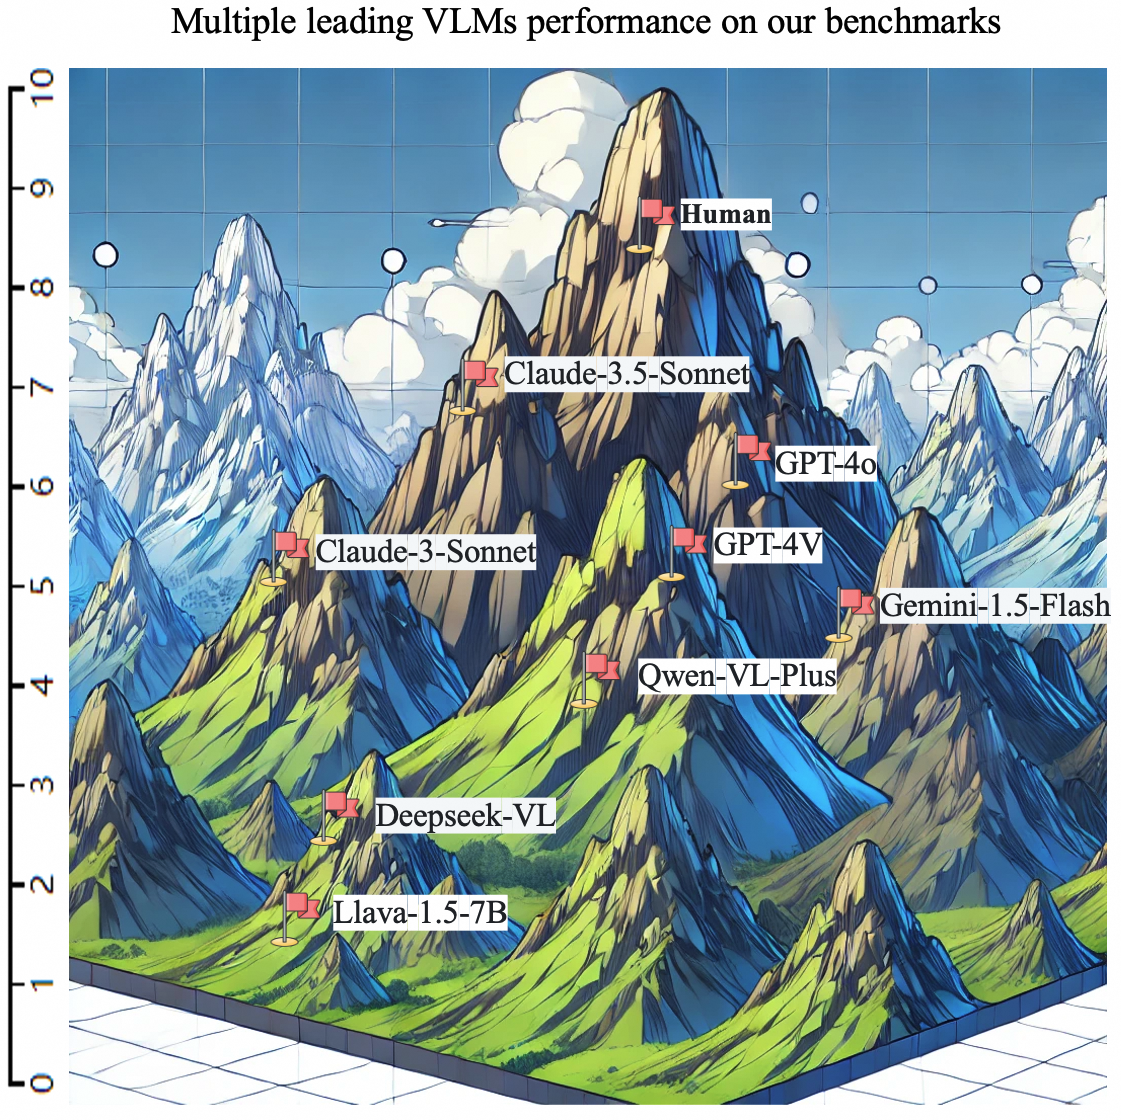 Multiple leading VLMs performance on our benchmarks
10
9
8
7
6
5
4
3
2
1
0
Human
Claude-3.5-Sonnet
GPT-4o
GPT-4V
Claude-3-Sonnet
Gemini-1.5-Flash
Qwen-VL-Plus
Deepseek-VL
Llava-1.5-7B